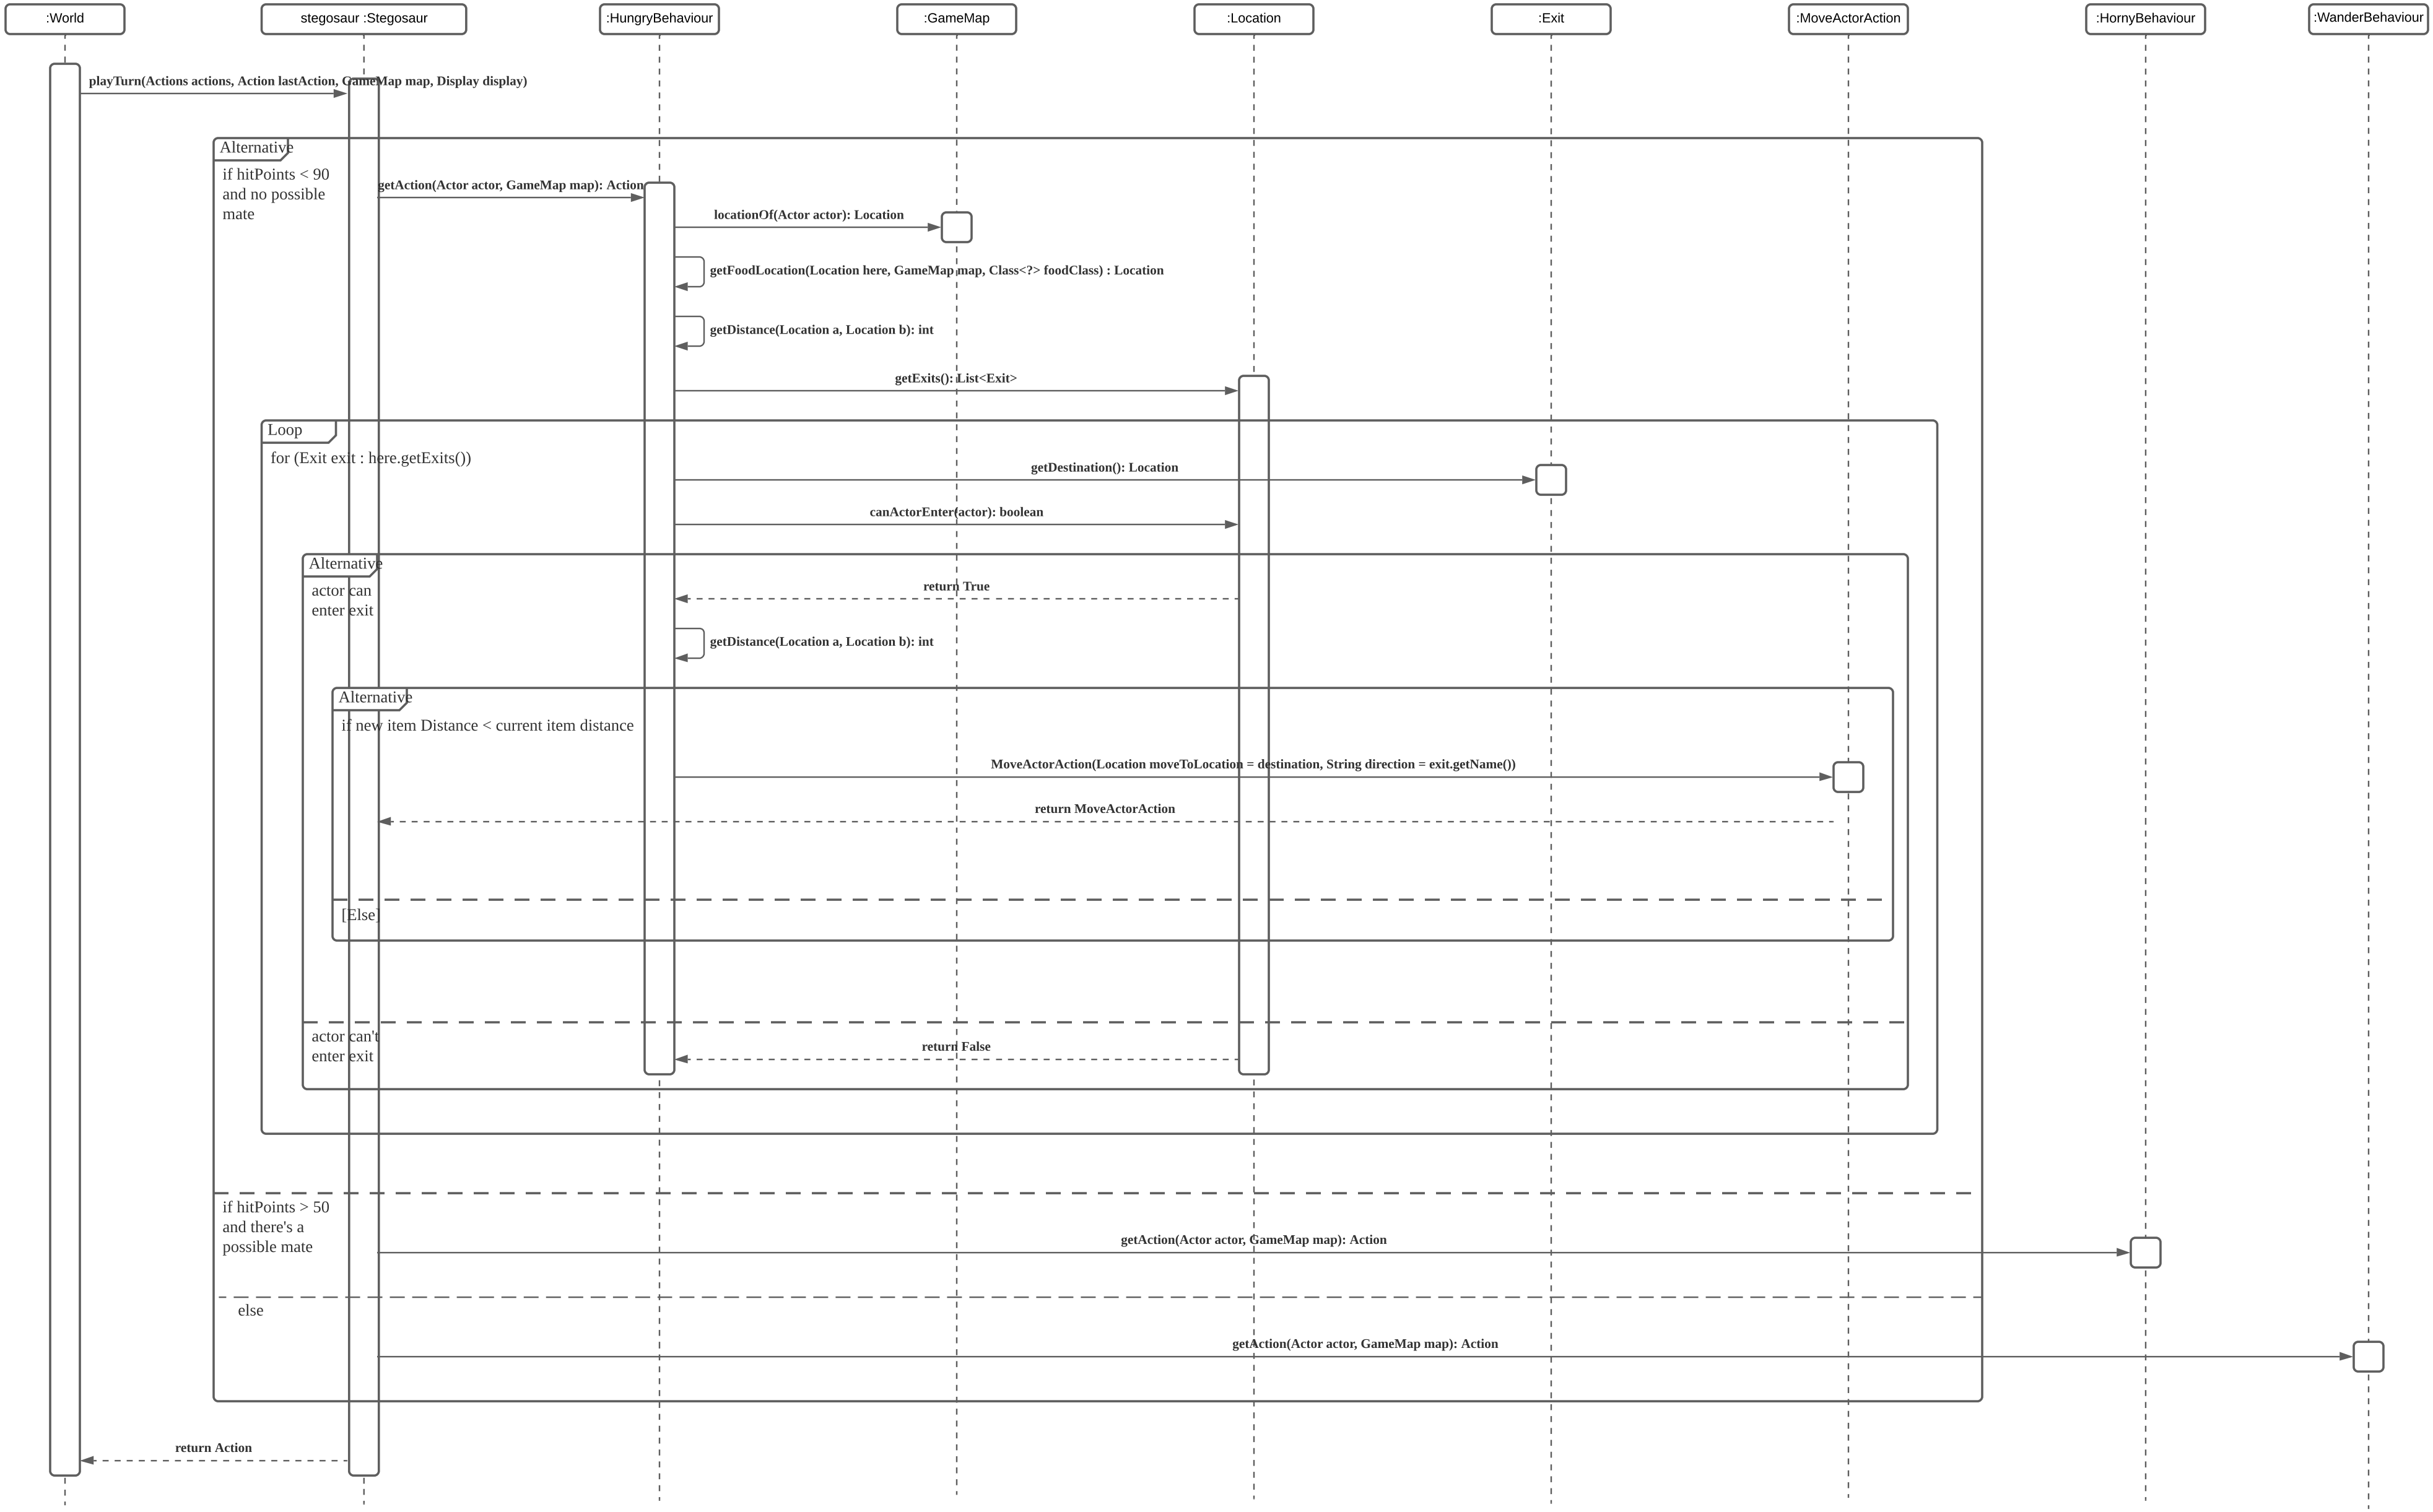 :World
stegosaur :Stegosaur
:HungryBehaviour
:GameMap
:Location
:Exit
:MoveActorAction
:HornyBehaviour
:WanderBehaviour
playTurn(Actions actions, Action lastAction, GameMap map, Display display)
Alternative
if hitPoints < 90
and no possible
mate
getAction(Actor actor, GameMap map): Action
locationOf(Actor actor): Location
getFoodLocation(Location here, GameMap map, Class<?> foodClass) : Location
getDistance(Location a, Location b): int
getExits(): List<Exit>
Loop
for (Exit exit : here.getExits())
getDestination(): Location
canActorEnter(actor): boolean
Alternative
actor can
enter exit
return True
getDistance(Location a, Location b): int
Alternative
if new item Distance < current item distance
MoveActorAction(Location moveToLocation = destination, String direction = exit.getName())
return MoveActorAction
[Else]
actor can't
enter exit
return False
if hitPoints > 50
and there's a
possible mate
getAction(Actor actor, GameMap map): Action
else
getAction(Actor actor, GameMap map): Action
return Action